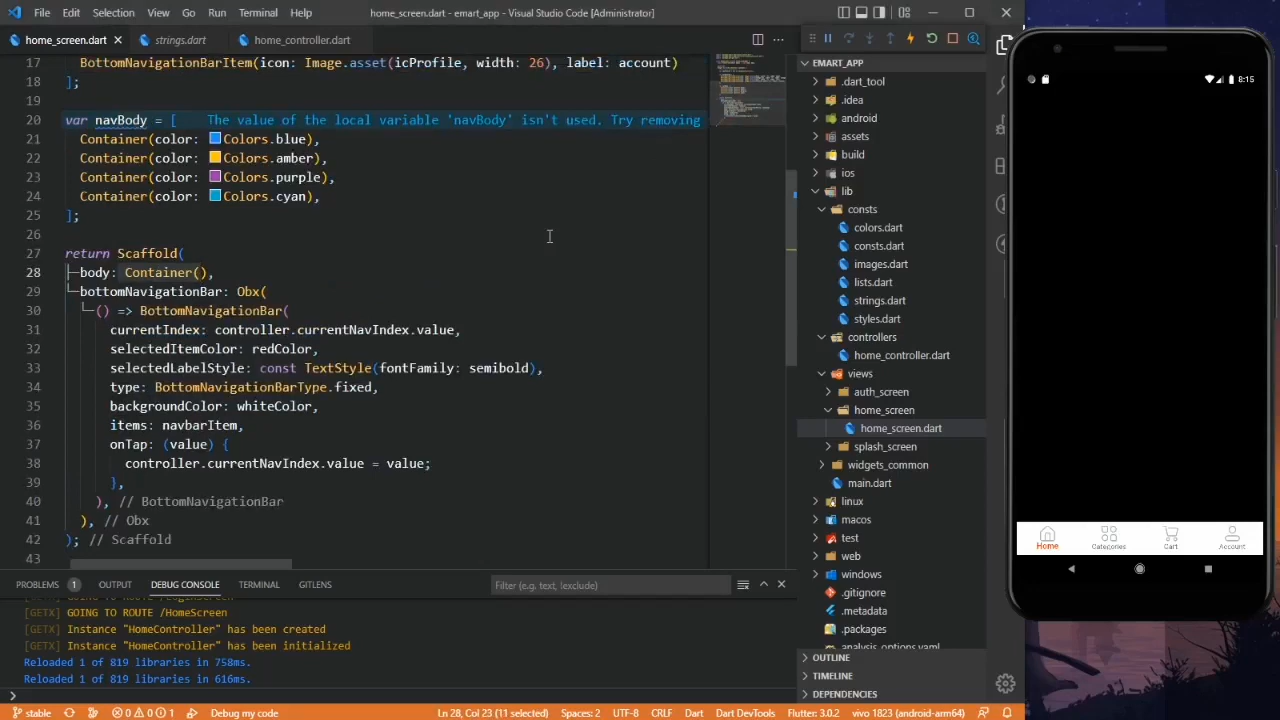 File Edit Selection View Go Run Terminal Help home_screen.dart - emart_app - Visual Studio Code [Administrator]
home_screen.dart strings.dart home_controller.dart
17 BottomNavigationBarItem(icon: Image.asset(icProfile, width: 26), label: account)
18 ];
19
20 var navBody = [ The value of the local variable 'navBody' isn't used. Try removing
21 Container(color: Colors.blue),
22 Container(color: Colors.amber),
23 Container(color: Colors.purple),
24 Container(color: Colors.cyan),
25 ];
26
27 return Scaffold(
28 body: Container(),
29 bottomNavigationBar: Obx(
30 () => BottomNavigationBar(
31 currentIndex: controller.currentNavIndex.value,
32 selectedItemColor: redColor,
33 selectedLabelStyle: const TextStyle(fontFamily: semibold),
34 type: BottomNavigationBarType.fixed,
35 backgroundColor: whiteColor,
36 items: navbarItem,
37 onTap: (value) {
38 controller.currentNavIndex.value = value;
39 },
40 ), // BottomNavigationBar
41 ), // Obx
42 ); // Scaffold
43
PROBLEMS 1 OUTPUT DEBUG CONSOLE TERMINAL GITLENS Filter (e.g. text, !exclude)
[GETX] GOING TO ROUTE /LoginScreen
[GETX] GOING TO ROUTE /HomeScreen
[GETX] Instance "HomeController" has been created
[GETX] Instance "HomeController" has been initialized
Reloaded 1 of 819 libraries in 758ms.
Reloaded 1 of 819 libraries in 616ms.
EMART_APP
.dart_tool
.idea
android
assets
build
ios
lib
consts
colors.dart
consts.dart
images.dart
lists.dart
strings.dart
styles.dart
controllers
home_controller.dart
views
auth_screen
home_screen
home_screen.dart
splash_screen
widgets_common
main.dart
linux
macos
test
web
windows
.gitignore
.metadata
.packages
analysis_options.yaml
OUTLINE
TIMELINE
DEPENDENCIES
8:15
Home Categories Cart Account
stable 0 0 1 Debug my code Ln 28, Col 23 (11 selected) Spaces: 2 UTF-8 CRLF Dart Dart DevTools Flutter: 3.0.2 vivo 1823 (android-arm64)